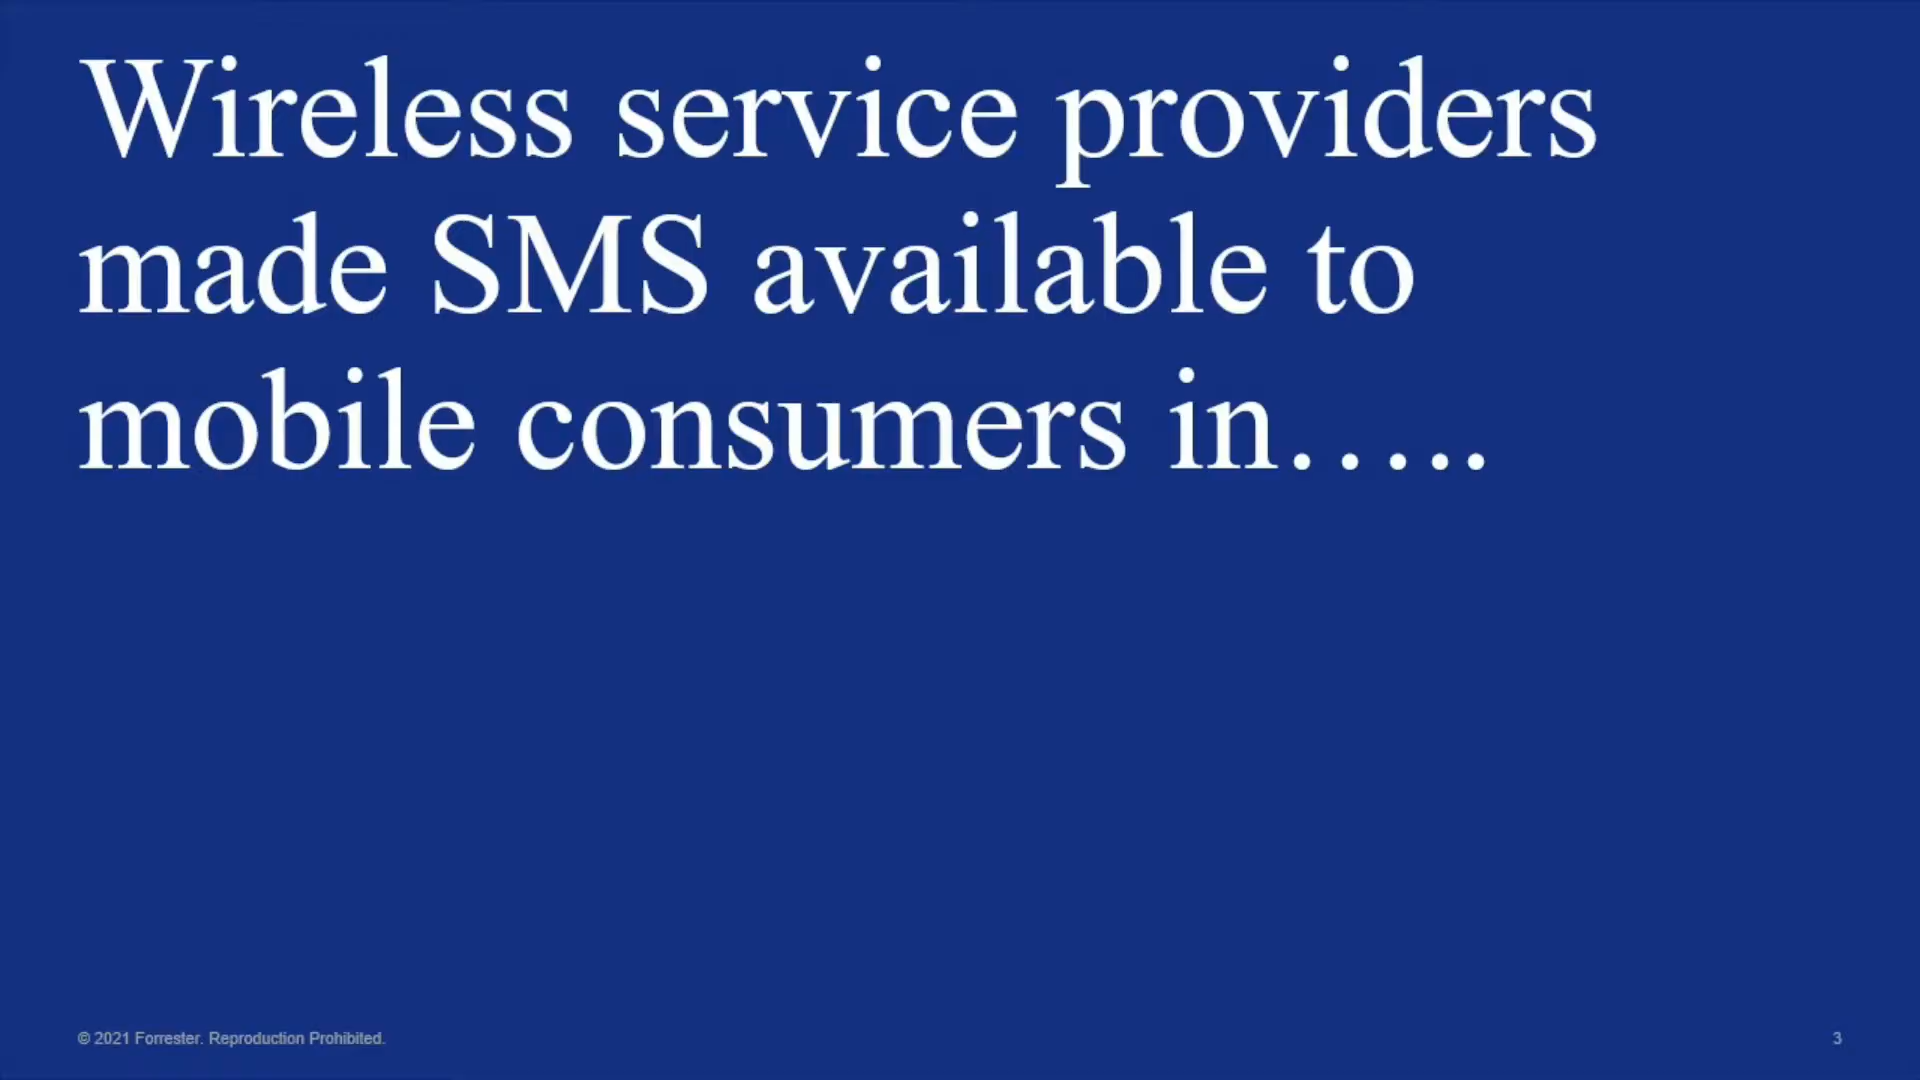 Wireless service providers
made SMS available to
mobile consumers in…..
© 2021 Forrester. Reproduction Prohibited.
3